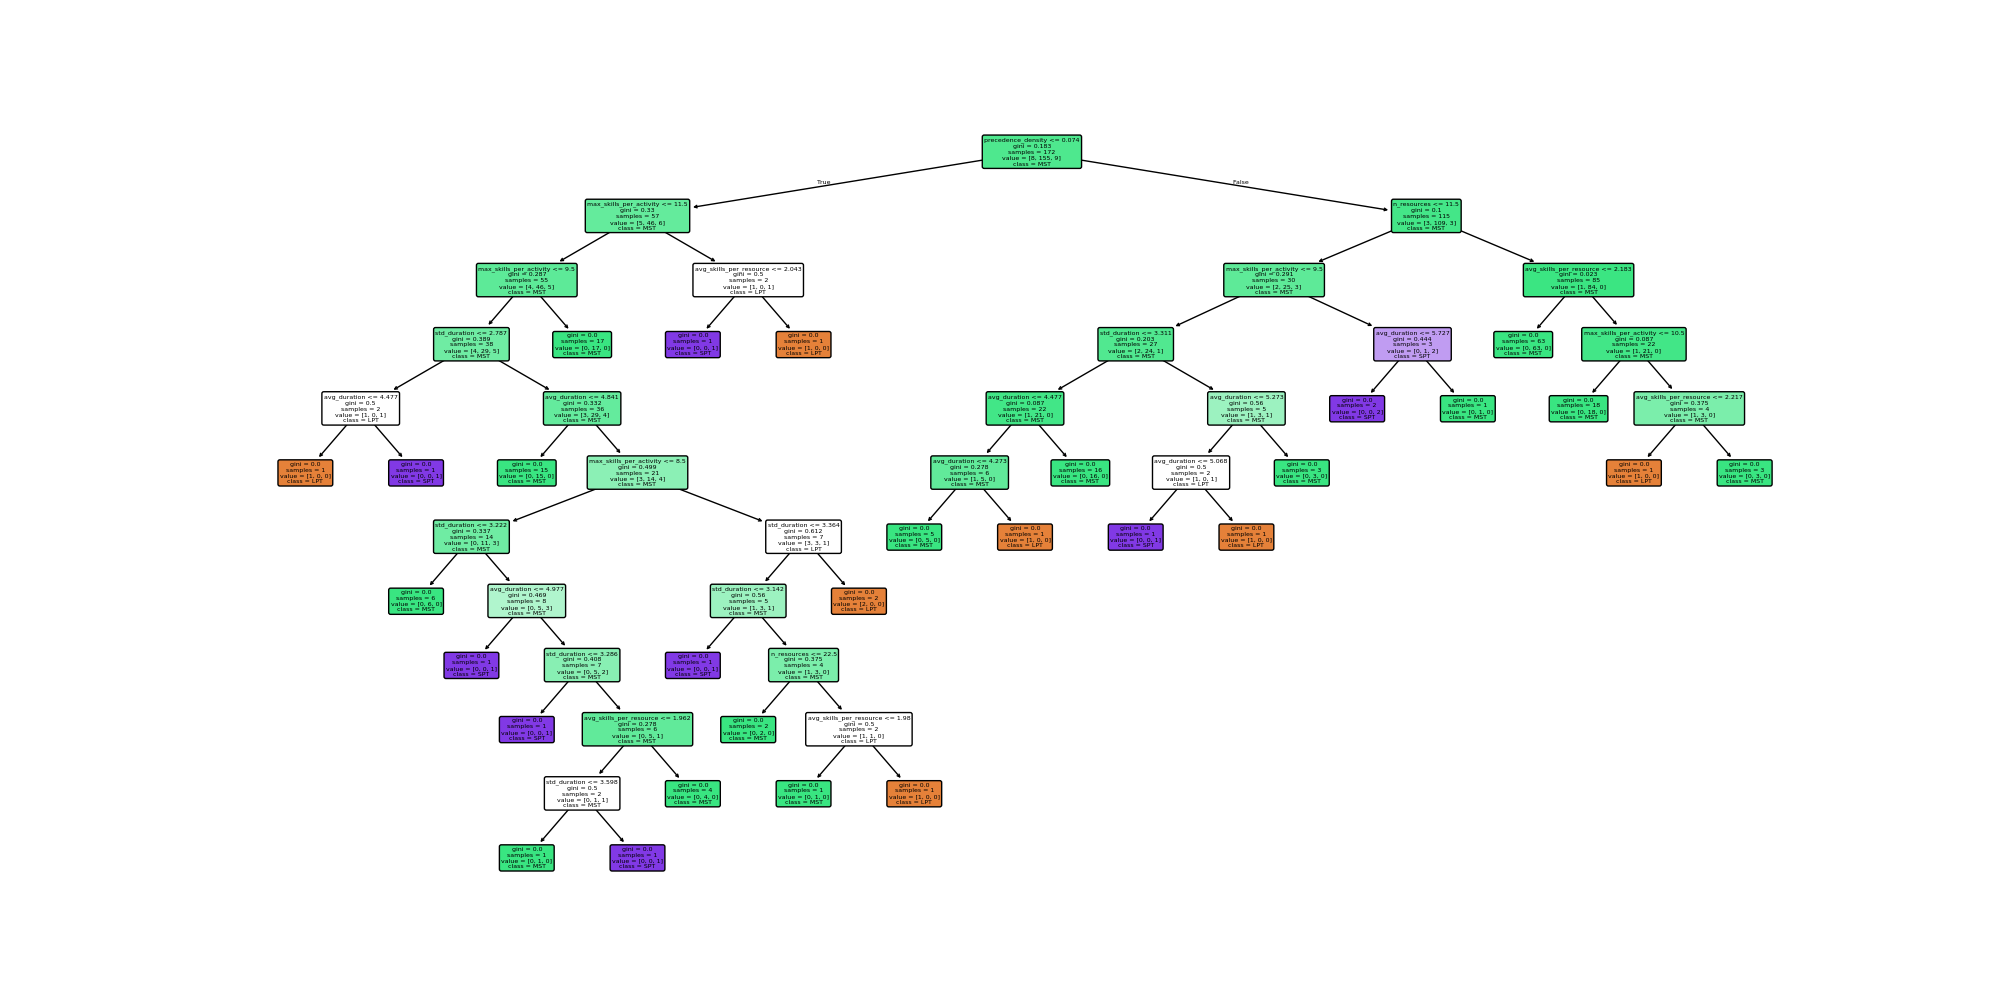 precedence_density <= 0.074
gini = 0.183
samples = 172
value = [8, 155, 9]
class = MST
True
False
max_skills_per_activity <= 11.5
gini = 0.33
samples = 57
value = [5, 46, 6]
class = MST
n_resources <= 11.5
gini = 0.1
samples = 115
value = [3, 109, 3]
class = MST
max_skills_per_activity <= 9.5
gini = 0.287
samples = 55
value = [4, 46, 5]
class = MST
avg_skills_per_resource <= 2.043
gini = 0.5
samples = 2
value = [1, 0, 1]
class = LPT
max_skills_per_activity <= 9.5
gini = 0.291
samples = 30
value = [2, 25, 3]
class = MST
avg_skills_per_resource <= 2.183
gini = 0.023
samples = 85
value = [1, 84, 0]
class = MST
std_duration <= 2.787
gini = 0.389
samples = 38
value = [4, 29, 5]
class = MST
gini = 0.0
samples = 17
value = [0, 17, 0]
class = MST
gini = 0.0
samples = 1
value = [0, 0, 1]
class = SPT
gini = 0.0
samples = 1
value = [1, 0, 0]
class = LPT
std_duration <= 3.311
gini = 0.203
samples = 27
value = [2, 24, 1]
class = MST
avg_duration <= 5.727
gini = 0.444
samples = 3
value = [0, 1, 2]
class = SPT
gini = 0.0
samples = 63
value = [0, 63, 0]
class = MST
max_skills_per_activity <= 10.5
gini = 0.087
samples = 22
value = [1, 21, 0]
class = MST
avg_duration <= 4.477
gini = 0.5
samples = 2
value = [1, 0, 1]
class = LPT
avg_duration <= 4.841
gini = 0.332
samples = 36
value = [3, 29, 4]
class = MST
avg_duration <= 4.477
gini = 0.087
samples = 22
value = [1, 21, 0]
class = MST
avg_duration <= 5.273
gini = 0.56
samples = 5
value = [1, 3, 1]
class = MST
gini = 0.0
samples = 2
value = [0, 0, 2]
class = SPT
gini = 0.0
samples = 1
value = [0, 1, 0]
class = MST
gini = 0.0
samples = 18
value = [0, 18, 0]
class = MST
avg_skills_per_resource <= 2.217
gini = 0.375
samples = 4
value = [1, 3, 0]
class = MST
gini = 0.0
samples = 1
value = [1, 0, 0]
class = LPT
gini = 0.0
samples = 1
value = [0, 0, 1]
class = SPT
gini = 0.0
samples = 15
value = [0, 15, 0]
class = MST
max_skills_per_activity <= 8.5
gini = 0.499
samples = 21
value = [3, 14, 4]
class = MST
avg_duration <= 4.273
gini = 0.278
samples = 6
value = [1, 5, 0]
class = MST
gini = 0.0
samples = 16
value = [0, 16, 0]
class = MST
avg_duration <= 5.068
gini = 0.5
samples = 2
value = [1, 0, 1]
class = LPT
gini = 0.0
samples = 3
value = [0, 3, 0]
class = MST
gini = 0.0
samples = 1
value = [1, 0, 0]
class = LPT
gini = 0.0
samples = 3
value = [0, 3, 0]
class = MST
std_duration <= 3.222
gini = 0.337
samples = 14
value = [0, 11, 3]
class = MST
std_duration <= 3.364
gini = 0.612
samples = 7
value = [3, 3, 1]
class = LPT
gini = 0.0
samples = 5
value = [0, 5, 0]
class = MST
gini = 0.0
samples = 1
value = [1, 0, 0]
class = LPT
gini = 0.0
samples = 1
value = [0, 0, 1]
class = SPT
gini = 0.0
samples = 1
value = [1, 0, 0]
class = LPT
gini = 0.0
samples = 6
value = [0, 6, 0]
class = MST
avg_duration <= 4.977
gini = 0.469
samples = 8
value = [0, 5, 3]
class = MST
std_duration <= 3.142
gini = 0.56
samples = 5
value = [1, 3, 1]
class = MST
gini = 0.0
samples = 2
value = [2, 0, 0]
class = LPT
gini = 0.0
samples = 1
value = [0, 0, 1]
class = SPT
std_duration <= 3.286
gini = 0.408
samples = 7
value = [0, 5, 2]
class = MST
gini = 0.0
samples = 1
value = [0, 0, 1]
class = SPT
n_resources <= 22.5
gini = 0.375
samples = 4
value = [1, 3, 0]
class = MST
gini = 0.0
samples = 1
value = [0, 0, 1]
class = SPT
avg_skills_per_resource <= 1.962
gini = 0.278
samples = 6
value = [0, 5, 1]
class = MST
gini = 0.0
samples = 2
value = [0, 2, 0]
class = MST
avg_skills_per_resource <= 1.98
gini = 0.5
samples = 2
value = [1, 1, 0]
class = LPT
std_duration <= 3.598
gini = 0.5
samples = 2
value = [0, 1, 1]
class = MST
gini = 0.0
samples = 4
value = [0, 4, 0]
class = MST
gini = 0.0
samples = 1
value = [0, 1, 0]
class = MST
gini = 0.0
samples = 1
value = [1, 0, 0]
class = LPT
gini = 0.0
samples = 1
value = [0, 1, 0]
class = MST
gini = 0.0
samples = 1
value = [0, 0, 1]
class = SPT